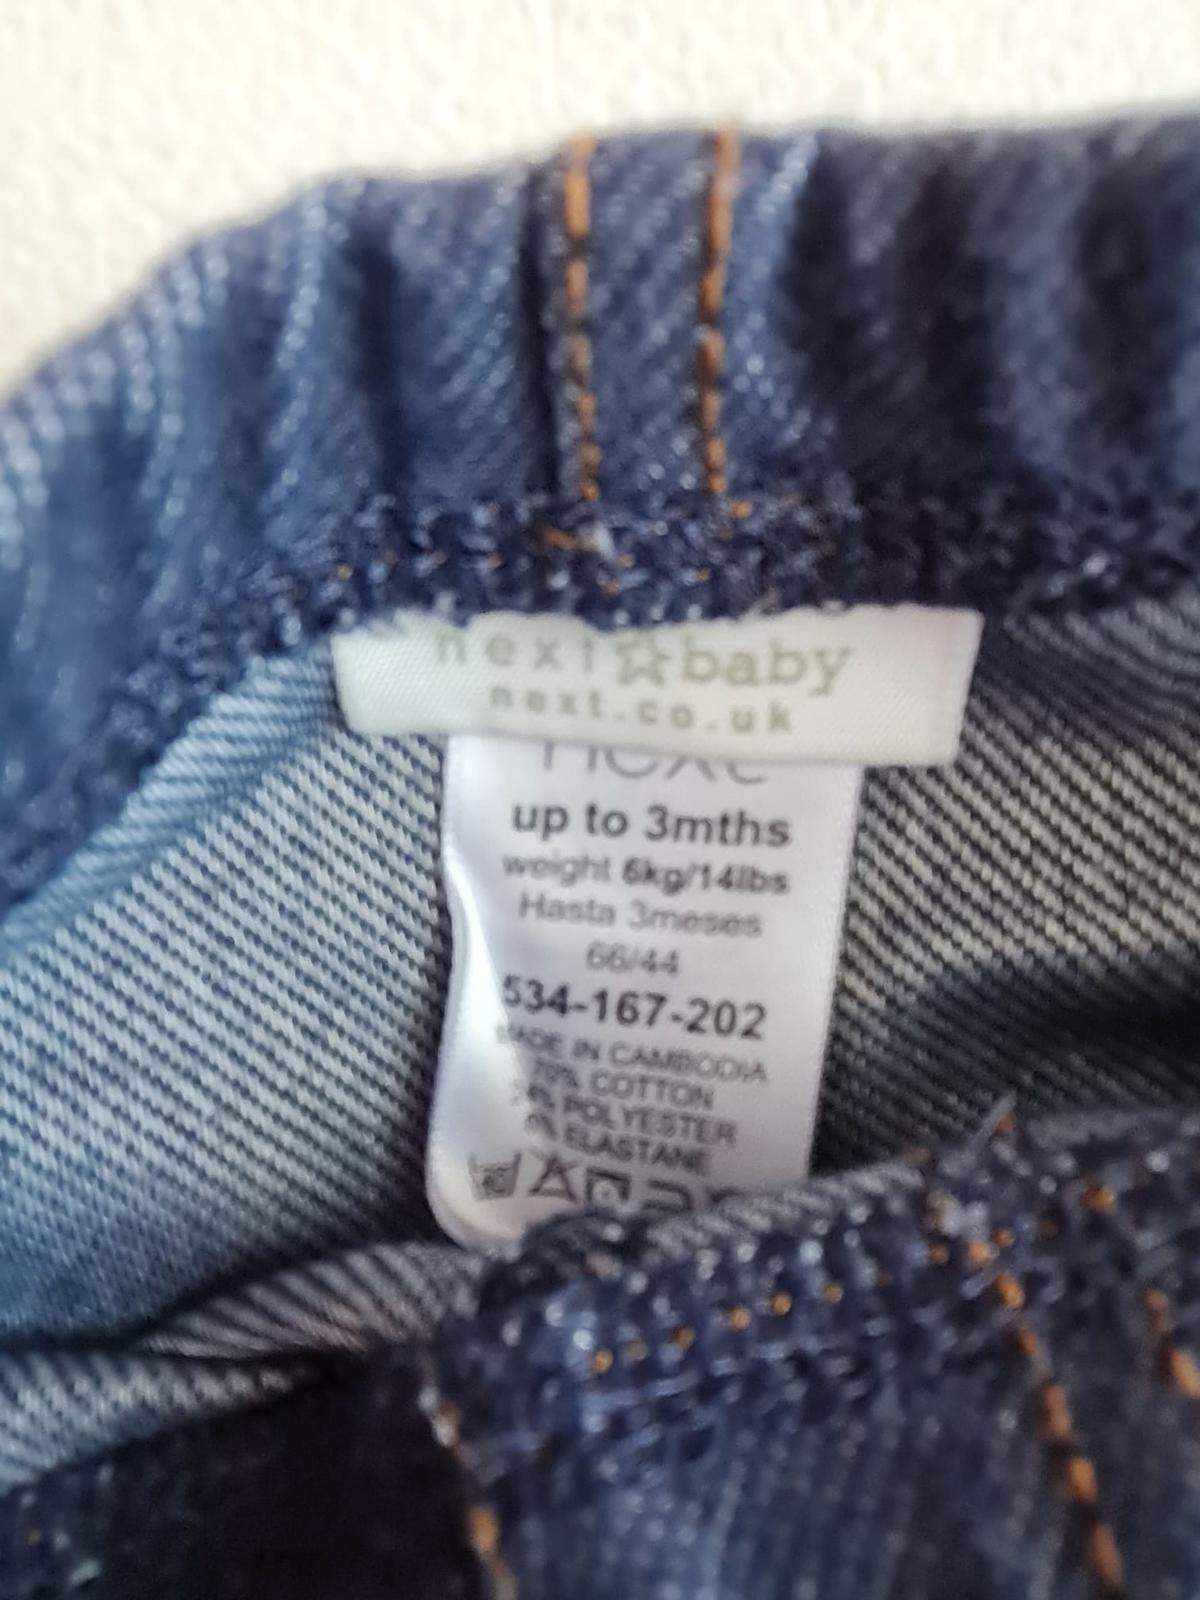 next☆baby
next.co.uk
next
up to 3mths
weight 6kg/14lbs
Hasta 3meses
66/44
534-167-202
MADE IN CAMBODIA
COTTON
POLYESTER
ELASTANE